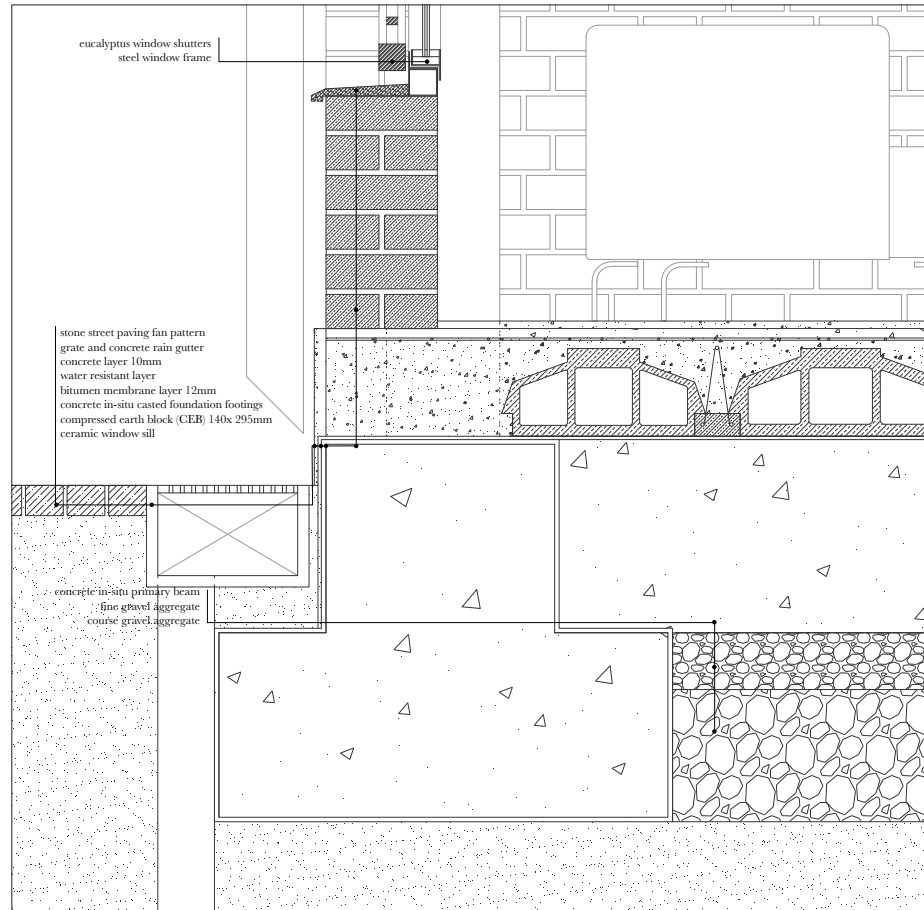 eucalyptus window shutters
steel window frame
stone street paving fan pattern
grate and concrete rain gutter
concrete layer 10mm
water resistant layer
bitumen membrane layer 12mm
concrete in-situ casted foundation footings
compressed earth block (CEB) 140x 295mm
ceramic window sill
concrete in-situ primary beam
fine gravel aggregate
course gravel aggregate